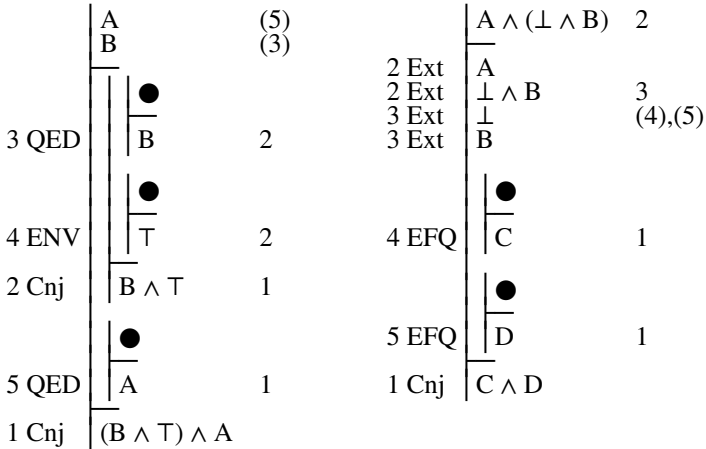 A (5)
B (3)
●
3 QED B 2
●
4 ENV ⊤ 2
2 Cnj B ∧ ⊤ 1
●
5 QED A 1
1 Cnj (B ∧ ⊤) ∧ A
A ∧ (⊥ ∧ B) 2
2 Ext A
2 Ext ⊥ ∧ B 3
3 Ext ⊥ (4),(5)
3 Ext B
●
4 EFQ C 1
●
5 EFQ D 1
1 Cnj C ∧ D